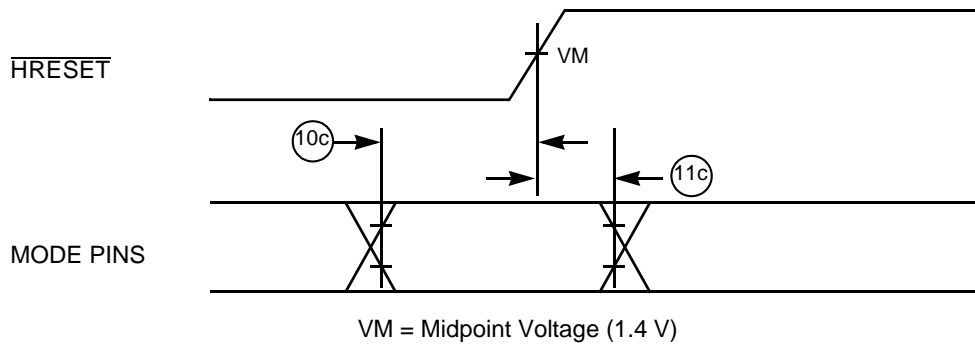 HRESET
VM
10c
11c
MODE PINS
VM = Midpoint Voltage (1.4 V)